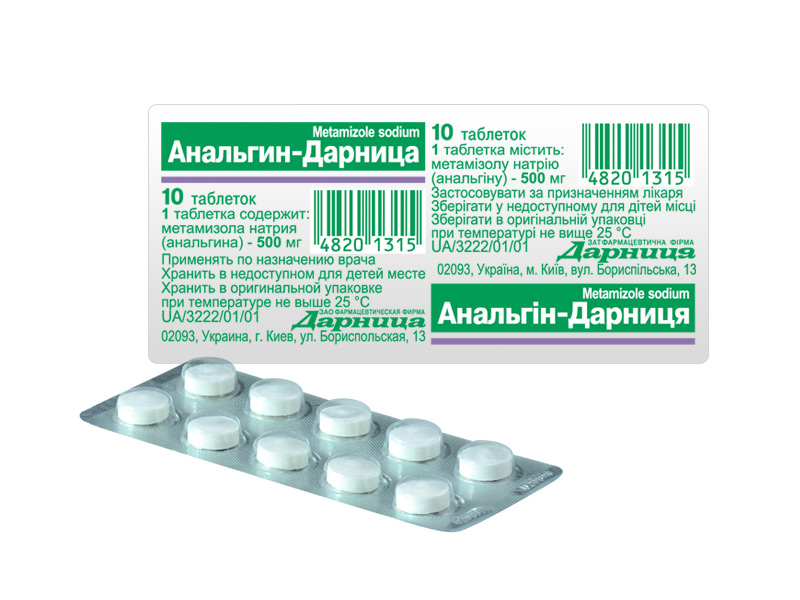 Metamizole sodium
Анальгин-Дарница
10 таблеток
1 таблетка содержит:
метамизола натрия
(анальгина) - 500 мг
4820 1315
Применять по назначению врача
Хранить в недоступном для детей месте
Хранить в оригинальной упаковке
при температуре не выше 25 °C
UA/3222/01/01
ЗАО ФАРМАЦЕВТИЧЕСКАЯ ФИРМА
Дарница
02093, Украина, г. Киев, ул. Бориспольская, 13
10 таблеток
1 таблетка містить:
метамізолу натрію
(анальгіну) - 500 мг
4820 1315
Застосовувати за призначенням лікаря
Зберігати у недоступному для дітей місці
Зберігати в оригінальній упаковці
при температурі не вище 25 °C
UA/3222/01/01
ЗАТ ФАРМАЦЕВТИЧНА ФІРМА
Дарниця
02093, Україна, м. Київ, вул. Бориспільська, 13
Metamizole sodium
Анальгін-Дарниця